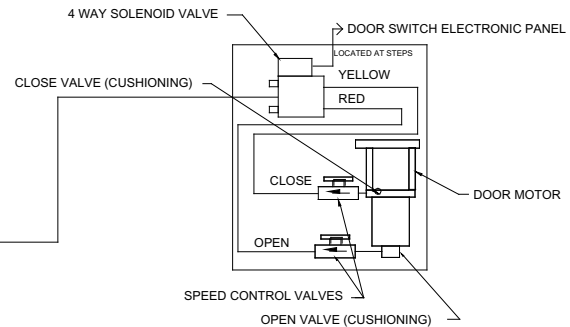 4 WAY SOLENOID VALVE
DOOR SWITCH ELECTRONIC PANEL
LOCATED AT STEPS
YELLOW
CLOSE VALVE (CUSHIONING)
RED
CLOSE
DOOR MOTOR
OPEN
SPEED CONTROL VALVES
OPEN VALVE (CUSHIONING)